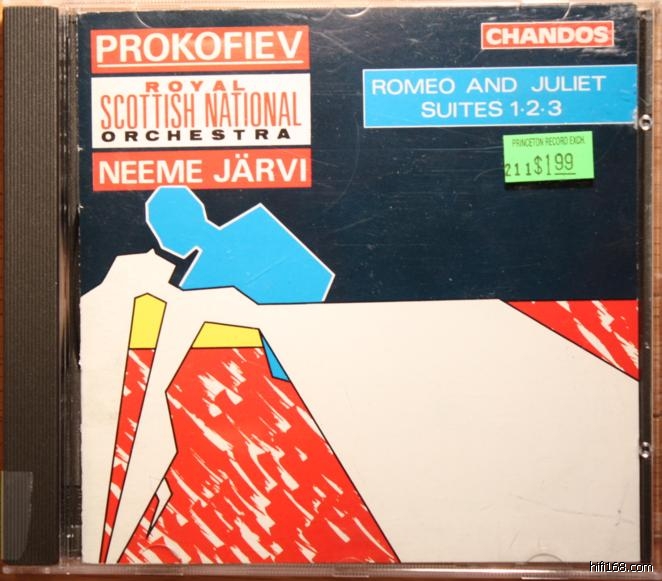 PROKOFIEV
CHANDOS
ROYAL
SCOTTISH NATIONAL
ORCHESTRA
ROMEO AND JULIET
SUITES 1·2·3
NEEME JÄRVI
PRINCETON RECORD EXCH.
211$1.99
hifi168.com